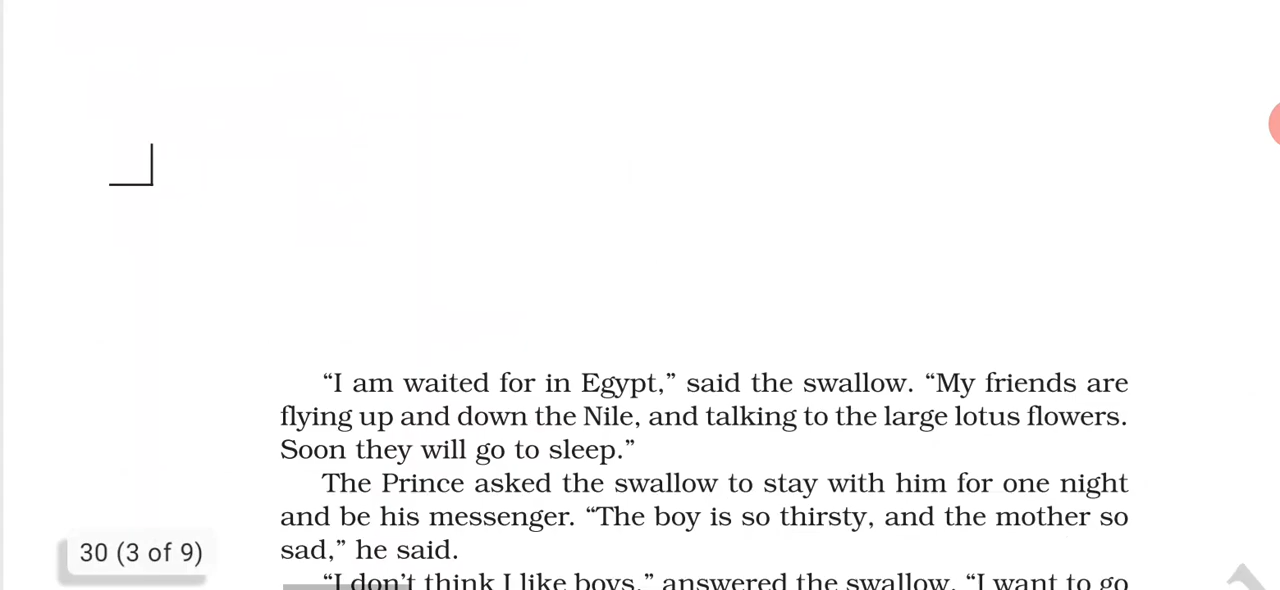 “I am waited for in Egypt,” said the swallow. “My friends are
flying up and down the Nile, and talking to the large lotus flowers.
Soon they will go to sleep.”
The Prince asked the swallow to stay with him for one night
and be his messenger. “The boy is so thirsty, and the mother so
sad,” he said.
30 (3 of 9)
“I don’t think I like boys,” answered the swallow. “I want to go